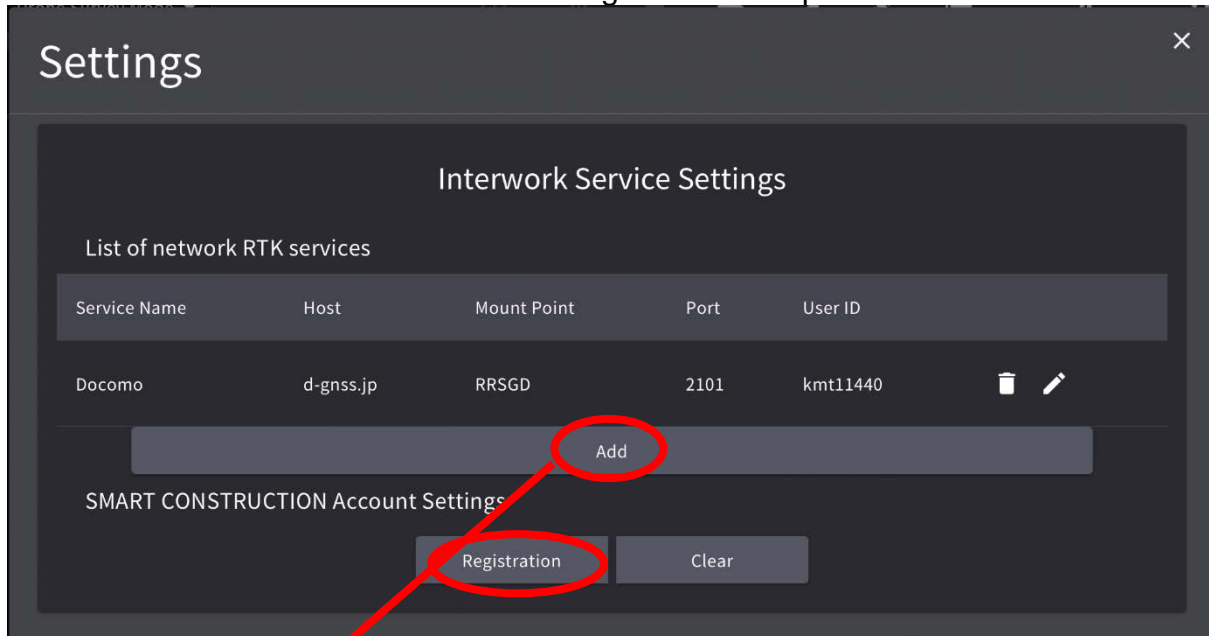 Settings
Interwork Service Settings
List of network RTK services
Service Name Host Mount Point Port User ID
Docomo d-gnss.jp RRSGD 2101 kmt11440
Add
SMART CONSTRUCTION Account Settings
Registration Clear